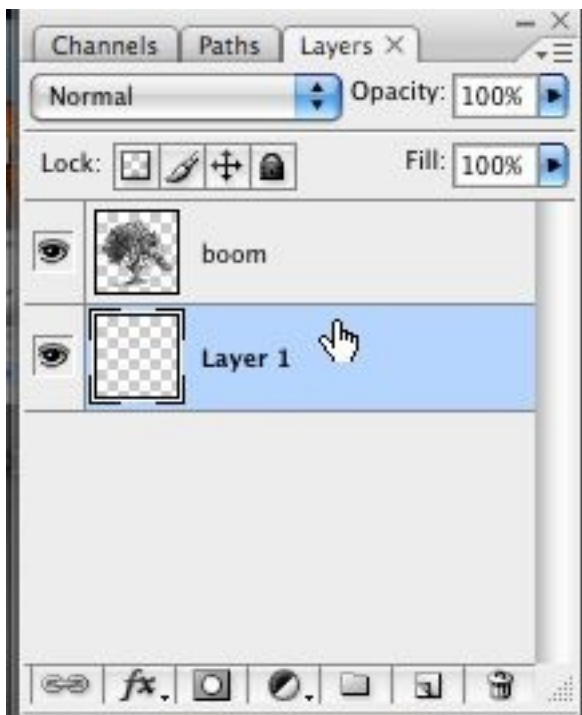 Channels Paths Layers
Normal Opacity: 100%
Lock: Fill: 100%
boom
Layer 1
fx.